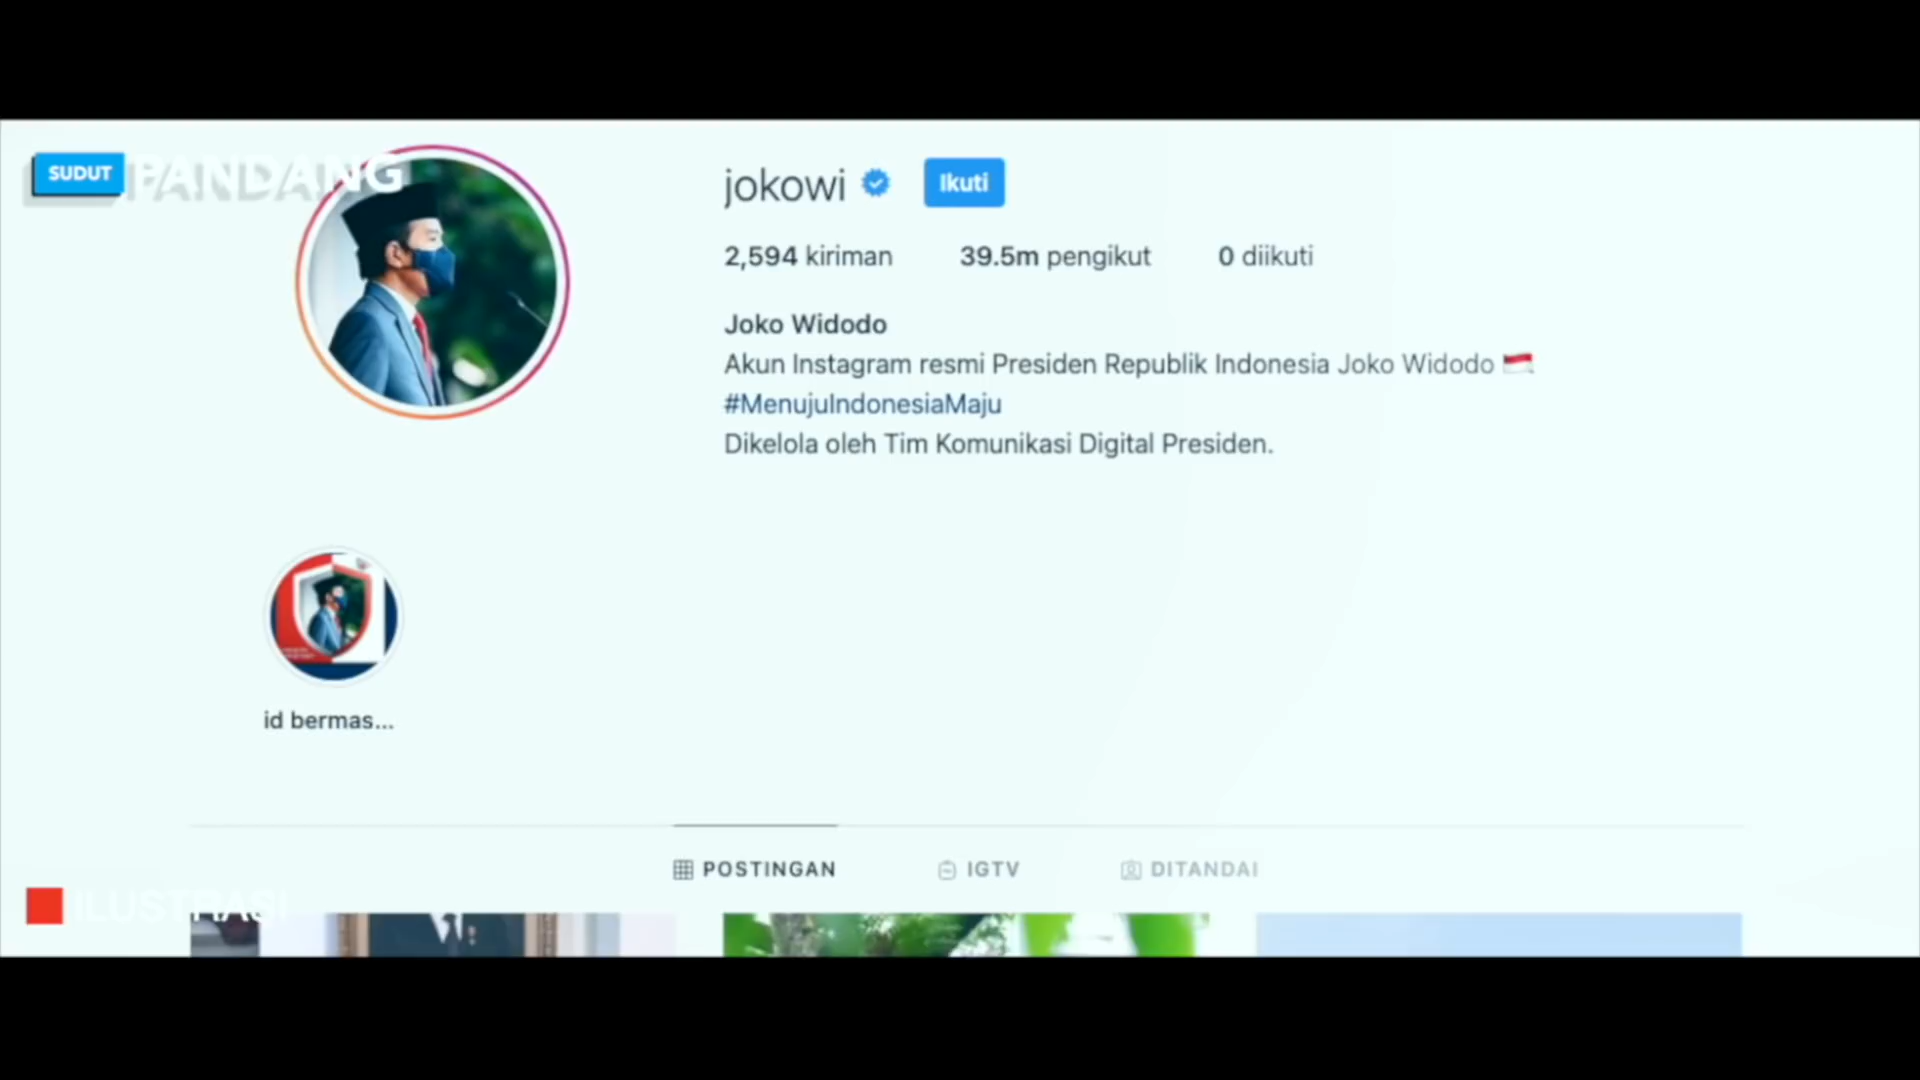 SUDUT PANDANG
jokowi Ikuti
2,594 kiriman 39.5m pengikut 0 diikuti
Joko Widodo
Akun Instagram resmi Presiden Republik Indonesia Joko Widodo 🇮🇩
#MenujuIndonesiaMaju
Dikelola oleh Tim Komunikasi Digital Presiden.
id bermas...
POSTINGAN IGTV DITANDAI
ILUSTRASI